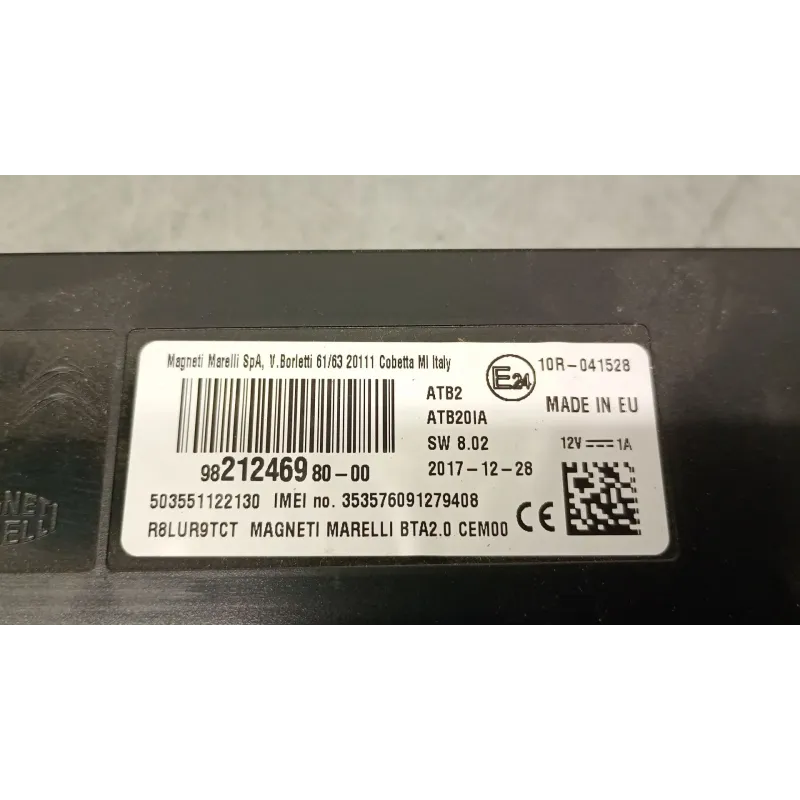 Magneti Marelli SpA, V.Borletti 61/63 20111 Cobetta MI Italy
E24
10R-041528
ATB2
ATB20IA
MADE IN EU
SW 8.02
12V 1A
9821246980-00
2017-12-28
503551122130 IMEI no. 353576091279408
CE
R8LUR9TCT MAGNETI MARELLI BTA2.0 CEM00